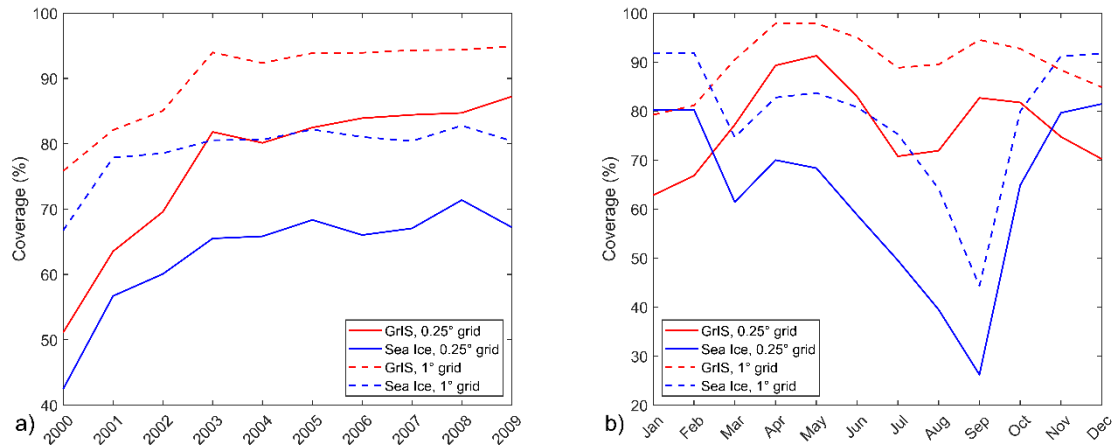 100
90
80
70
60
50
40
Coverage (%)
2000
2001
2002
2003
2004
2005
2006
2007
2008
2009
GrIS, 0.25° grid
Sea Ice, 0.25° grid
GrIS, 1° grid
Sea Ice, 1° grid
a)
100
90
80
70
60
50
40
30
20
Coverage (%)
Jan
Feb
Mar
Apr
May
Jun
Jul
Aug
Sep
Oct
Nov
Dec
GrIS, 0.25° grid
Sea Ice, 0.25° grid
GrIS, 1° grid
Sea Ice, 1° grid
b)